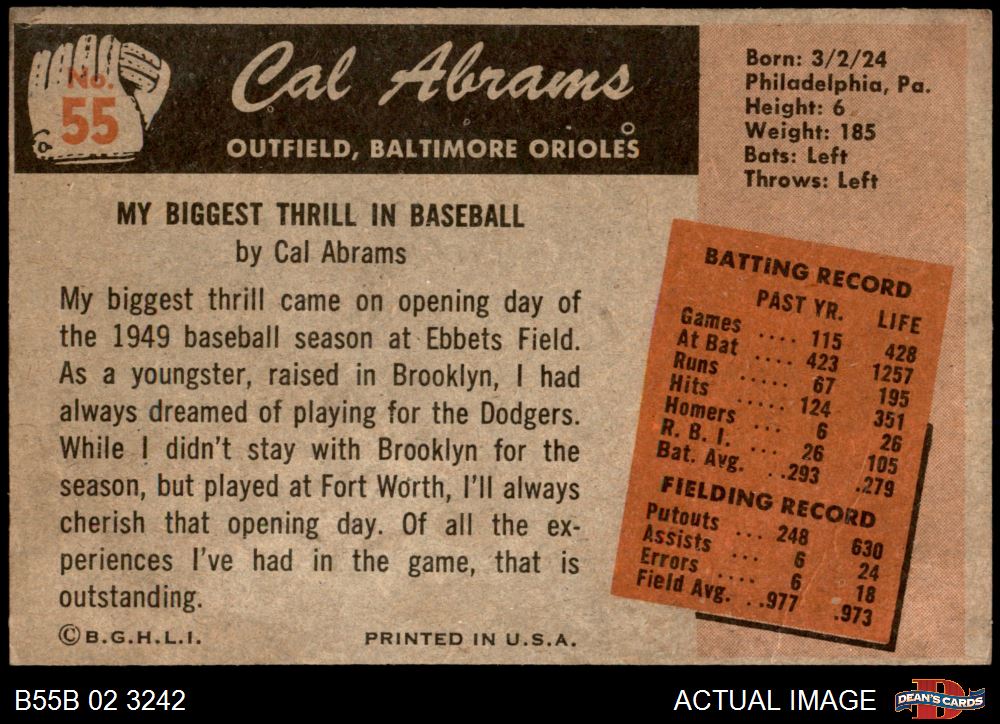 No.
55
Cal Abrams
OUTFIELD, BALTIMORE ORIOLES
Born: 3/2/24
Philadelphia, Pa.
Height: 6
Weight: 185
Bats: Left
Throws: Left
MY BIGGEST THRILL IN BASEBALL
by Cal Abrams
My biggest thrill came on opening day of
the 1949 baseball season at Ebbets Field.
As a youngster, raised in Brooklyn, I had
always dreamed of playing for the Dodgers.
While I didn't stay with Brooklyn for the
season, but played at Fort Worth, I'll always
cherish that opening day. Of all the ex-
periences I've had in the game, that is
outstanding.
©B.G.H.L.I. PRINTED IN U.S.A.
BATTING RECORD
PAST YR. LIFE
Games .... 115 428
At Bat .... 423 1257
Runs ..... 67 195
Hits ..... 124 351
Homers ... 6 26
R. B. I. ... 26 105
Bat. Avg. ..293 .279
FIELDING RECORD
Putouts ... 248 630
Assists ... 6 24
Errors .... 6 18
Field Avg. ..977 .973
B55B 02 3242
ACTUAL IMAGE
D
DEAN'S CARDS